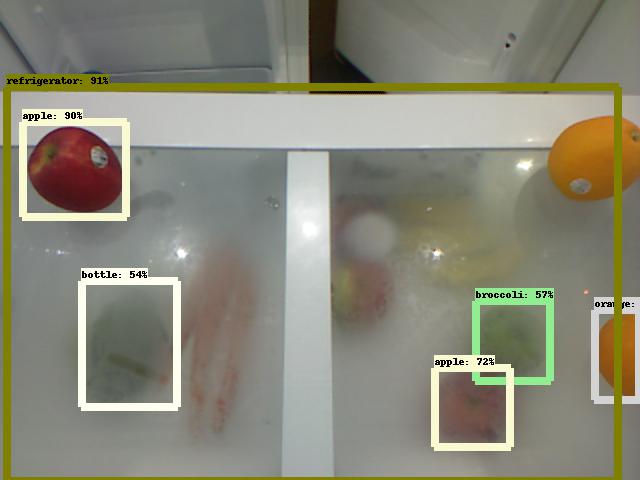 refrigerator: 91%
apple: 90%
bottle: 54%
broccoli: 57%
orange:
apple: 72%